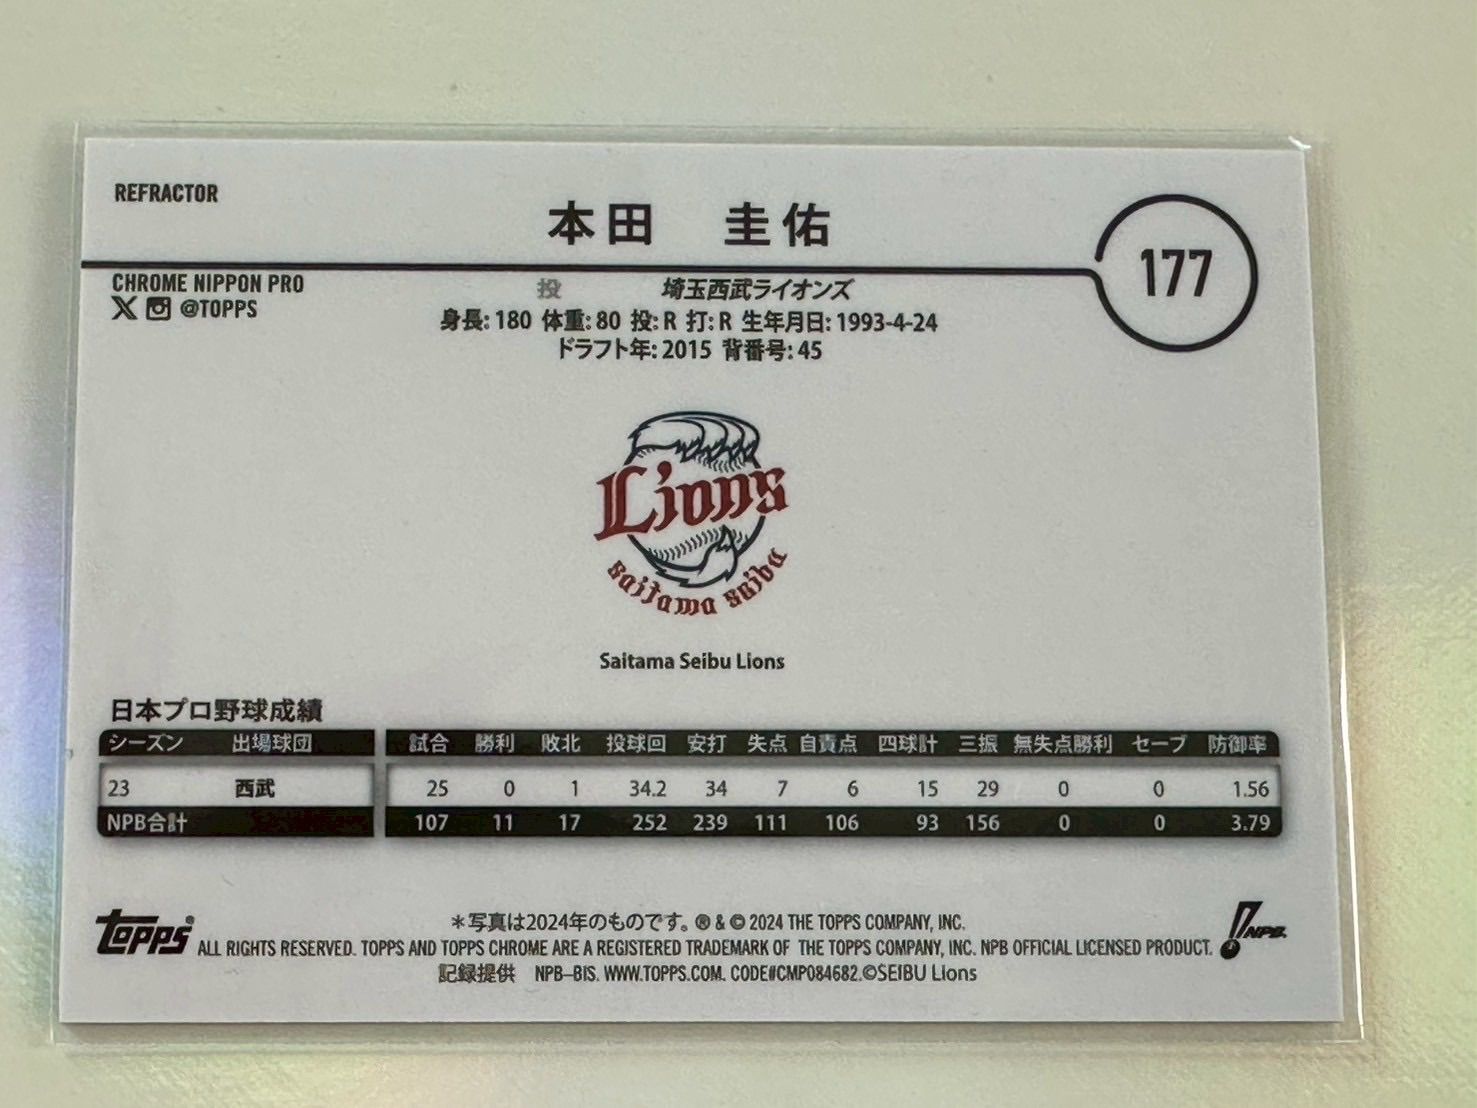 REFRACTOR
本田 圭佑
177
CHROME NIPPON PRO
@TOPPS
投 埼玉西武ライオンズ
身長: 180 体重: 80 投: R 打: R 生年月日: 1993-4-24
ドラフト年: 2015 背番号: 45
Lions
saitama seibu
Saitama Seibu Lions
日本プロ野球成績
シーズン 出場球団 試合 勝利 敗北 投球回 安打 失点 自責点 四球計 三振 無失点勝利 セーブ 防御率
23 西武 25 0 1 34.2 34 7 6 15 29 0 0 1.56
NPB合計 107 11 17 252 239 111 106 93 156 0 0 3.79
Topps®
＊写真は2024年のものです。® & © 2024 THE TOPPS COMPANY, INC.
ALL RIGHTS RESERVED. TOPPS AND TOPPS CHROME ARE A REGISTERED TRADEMARK OF THE TOPPS COMPANY, INC. NPB OFFICIAL LICENSED PRODUCT.
記録提供 NPB–BIS. WWW.TOPPS.COM. CODE#CMP084682.©SEIBU Lions
NPB.